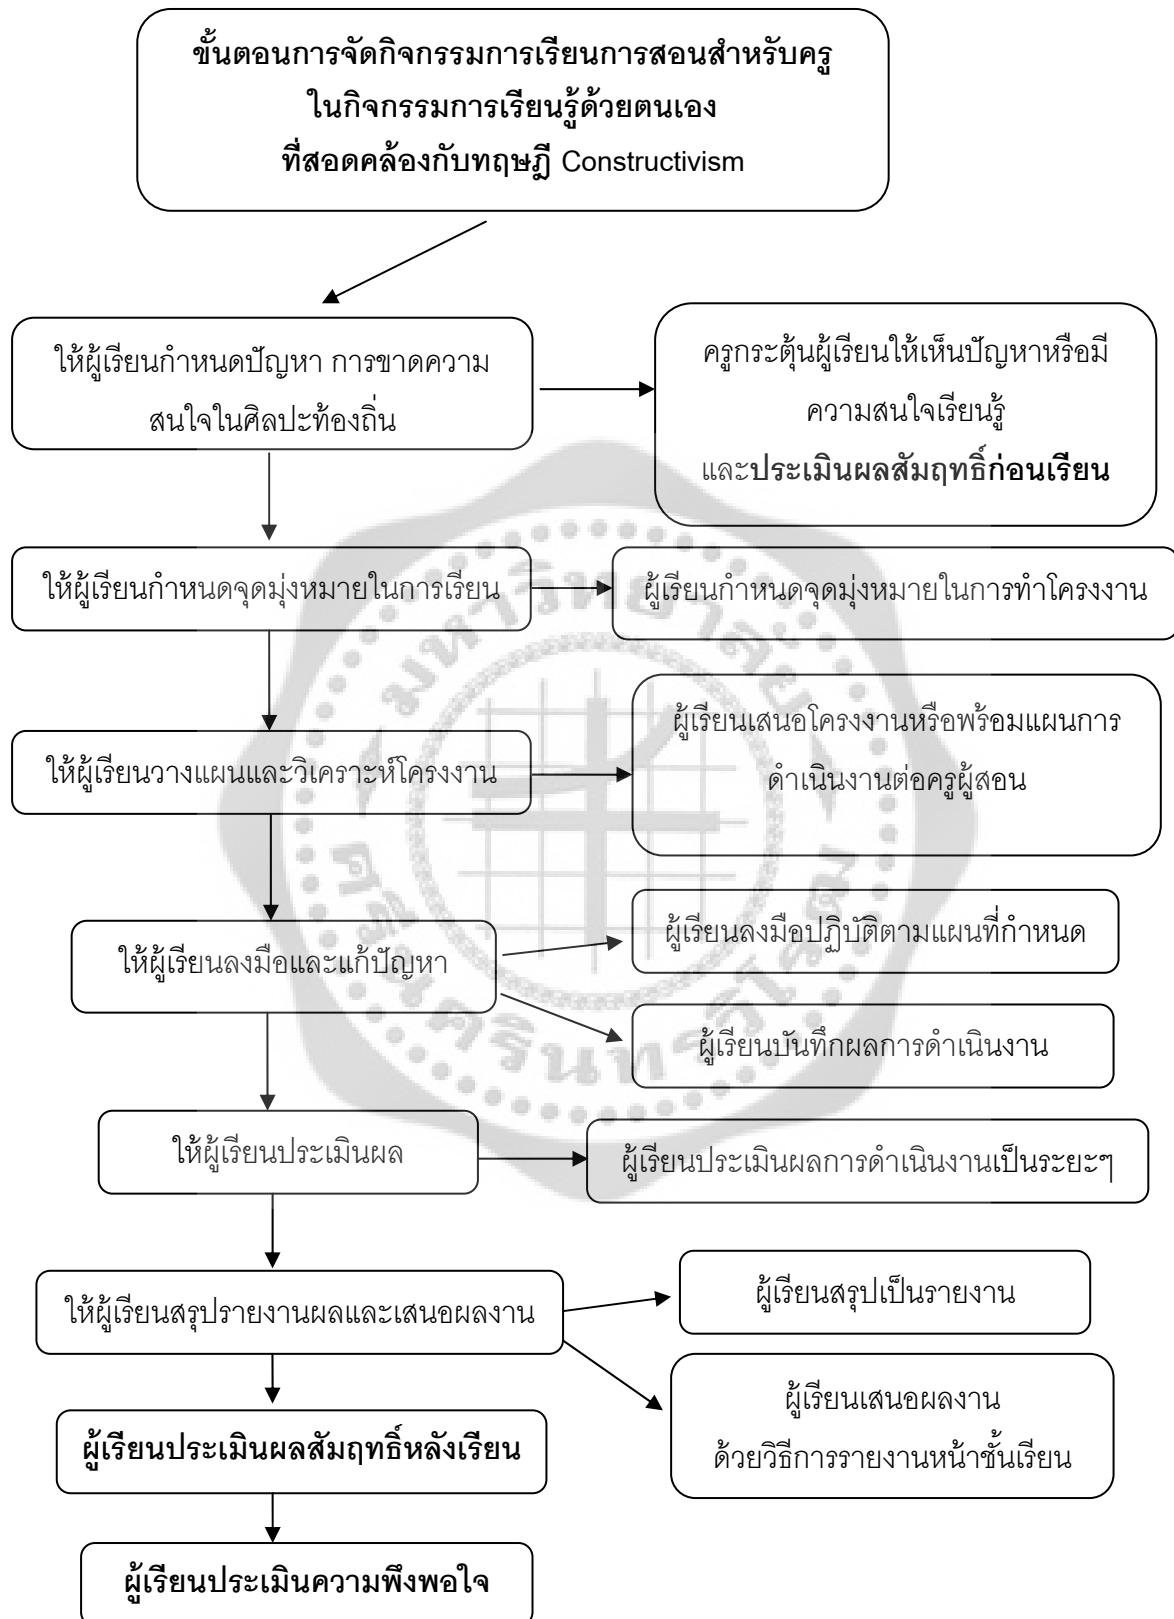 ขั้นตอนการจัดกิจกรรมการเรียนการสอนสำหรับครู
ในกิจกรรมการเรียนรู้ด้วยตนเอง
ที่สอดคล้องกับทฤษฎี Constructivism
ให้ผู้เรียนกำหนดปัญหา การขาดความ
สนใจในศิลปะท้องถิ่น
ครูกระตุ้นผู้เรียนให้เห็นปัญหาหรือมี
ความสนใจเรียนรู้
และประเมินผลสัมฤทธิ์ก่อนเรียน
ให้ผู้เรียนกำหนดจุดมุ่งหมายในการเรียน
ผู้เรียนกำหนดจุดมุ่งหมายในการทำโครงงาน
ให้ผู้เรียนวางแผนและวิเคราะห์โครงงาน
ผู้เรียนเสนอโครงงานหรือพร้อมแผนการ
ดำเนินงานต่อครูผู้สอน
ให้ผู้เรียนลงมือและแก้ปัญหา
ผู้เรียนลงมือปฏิบัติตามแผนที่กำหนด
ผู้เรียนบันทึกผลการดำเนินงาน
ให้ผู้เรียนประเมินผล
ผู้เรียนประเมินผลการดำเนินงานเป็นระยะๆ
ให้ผู้เรียนสรุปรายงานผลและเสนอผลงาน
ผู้เรียนสรุปเป็นรายงาน
ผู้เรียนเสนอผลงาน
ด้วยวิธีการรายงานหน้าชั้นเรียน
ผู้เรียนประเมินผลสัมฤทธิ์หลังเรียน
ผู้เรียนประเมินความพึงพอใจ
มหาวิทยาลัย
ศรีนครินทรวิโรฒ